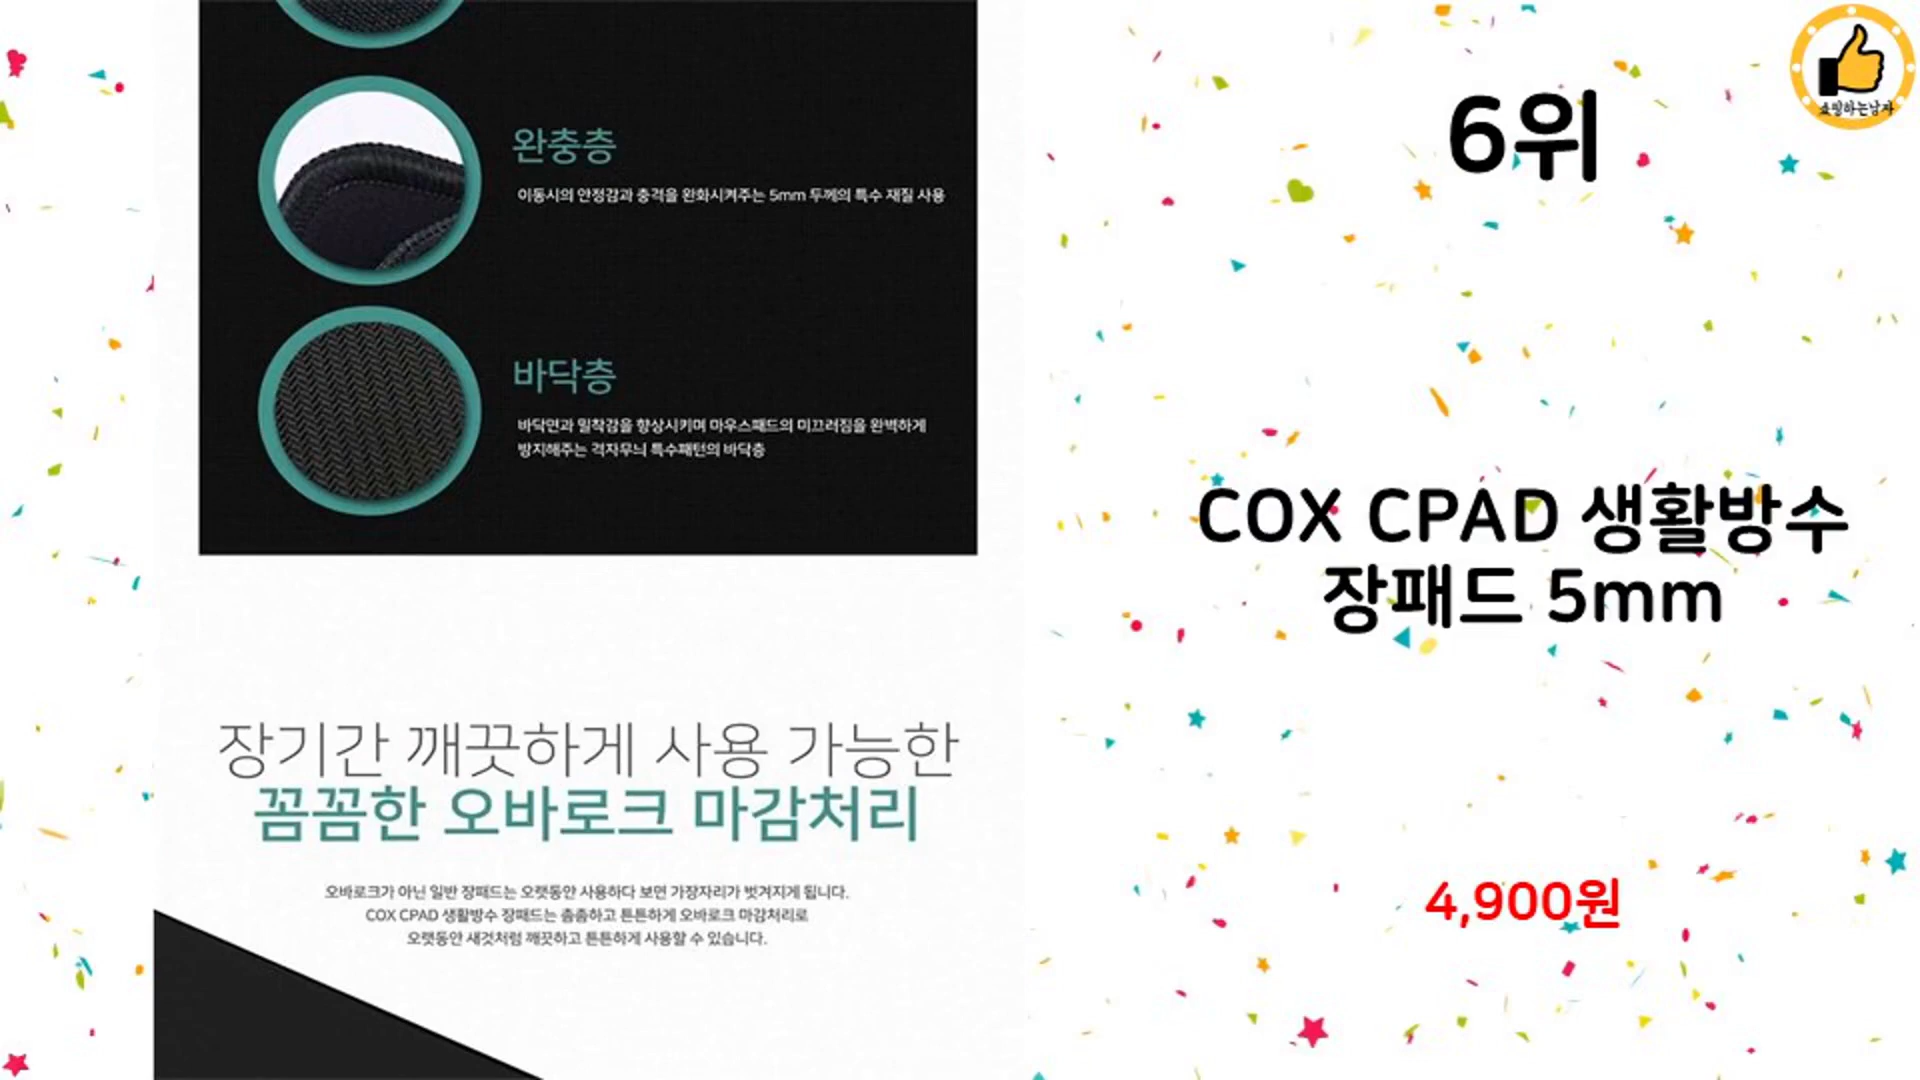 완충층
이동시의 안정감과 충격을 완화시켜주는 5mm 두께의 특수 재질 사용
바닥층
바닥면과 밀착감을 향상시키며 마우스패드의 미끄러짐을 완벽하게
방지해주는 격자무늬 특수패턴의 바닥층
장기간 깨끗하게 사용 가능한
꼼꼼한 오바로크 마감처리
오바로크가 아닌 일반 장패드는 오랫동안 사용하다 보면 가장자리가 벗겨지게 됩니다.
COX CPAD 생활방수 장패드는 촘촘하고 튼튼하게 오바로크 마감처리로
오랫동안 새것처럼 깨끗하고 튼튼하게 사용할 수 있습니다.
쇼핑하는남자
6위
COX CPAD 생활방수
장패드 5mm
4,900원